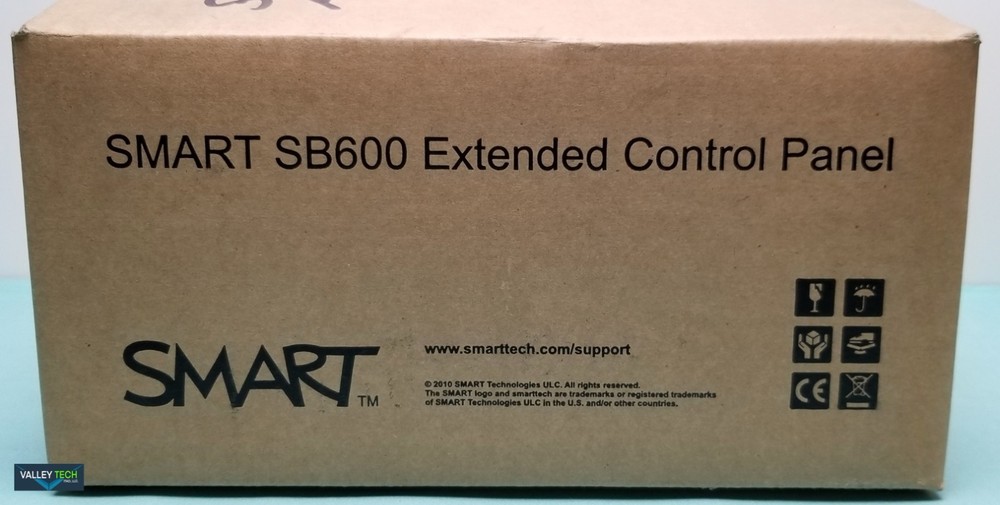 SMART SB600 Extended Control Panel
www.smarttech.com/support
SMART TM
© 2010 SMART Technologies ULC. All rights reserved.
The SMART logo and smarttech are trademarks or registered trademarks
of SMART Technologies ULC in the U.S. and/or other countries.
CE
VALLEY TECH